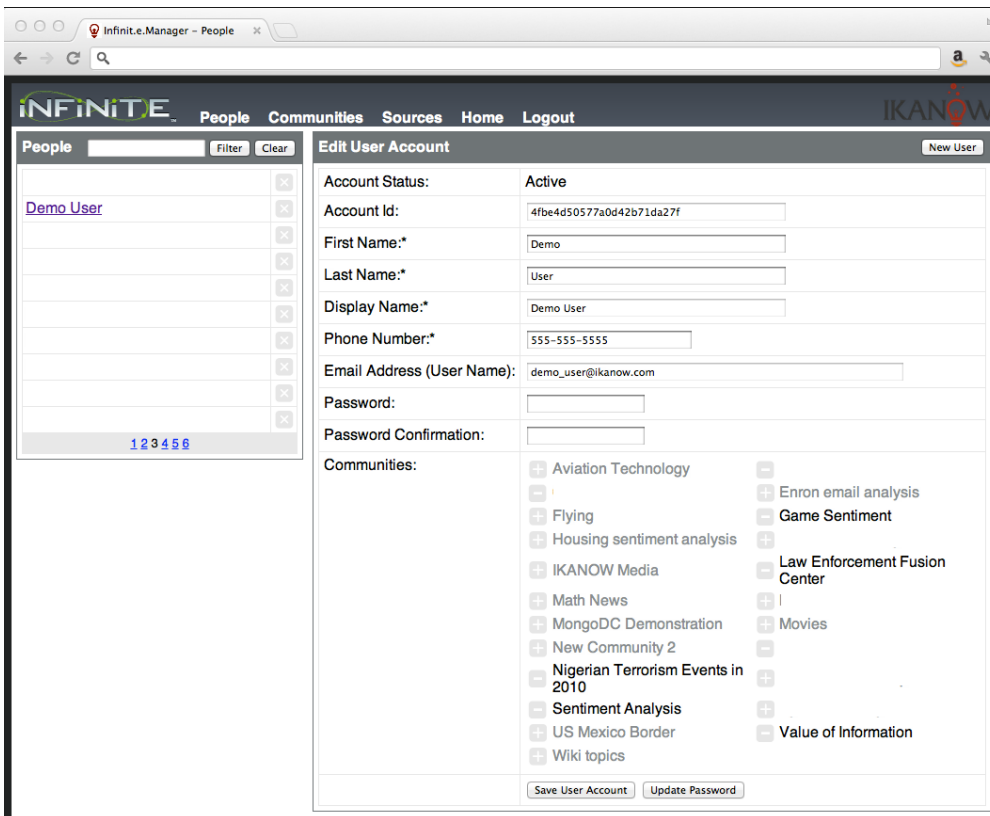 Infinit.e.Manager – People
a
iNFiNiT.E
People Communities Sources Home Logout
IKANOW
People Filter Clear
Demo User
1 2 3 4 5 6
Edit User Account New User
Account Status: Active
Account Id: 4fbe4d50577a0d42b71da27f
First Name:* Demo
Last Name:* User
Display Name:* Demo User
Phone Number:* 555-555-5555
Email Address (User Name): demo_user@ikanow.com
Password:
Password Confirmation:
Communities:
Aviation Technology
Enron email analysis
Flying Game Sentiment
Housing sentiment analysis
IKANOW Media Law Enforcement Fusion
Center
Math News
MongoDC Demonstration Movies
New Community 2
Nigerian Terrorism Events in
2010
Sentiment Analysis
US Mexico Border Value of Information
Wiki topics
Save User Account Update Password